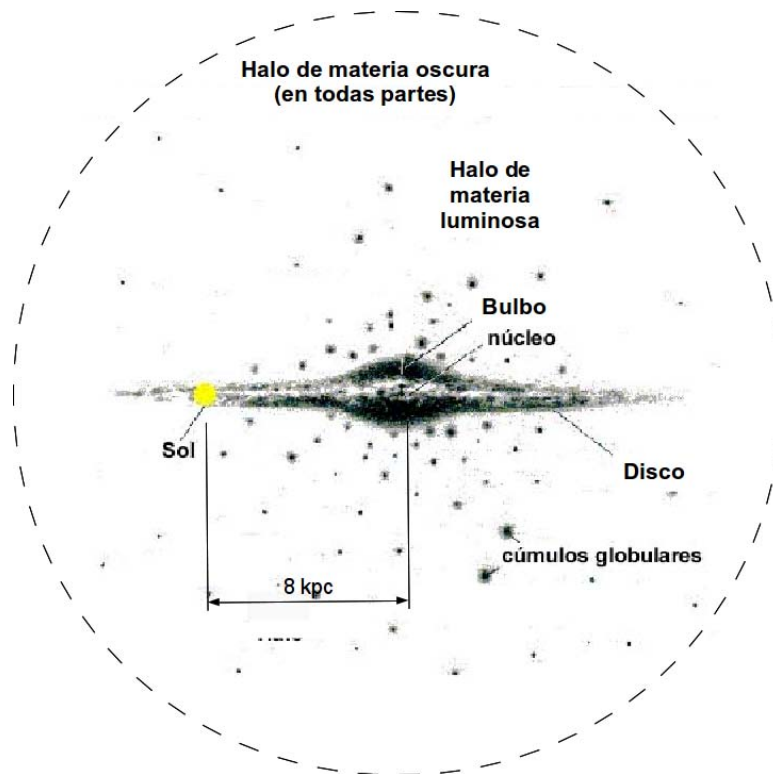 Halo de materia oscura
(en todas partes)
Halo de
materia
luminosa
Bulbo
núcleo
Sol
Disco
cúmulos globulares
8 kpc